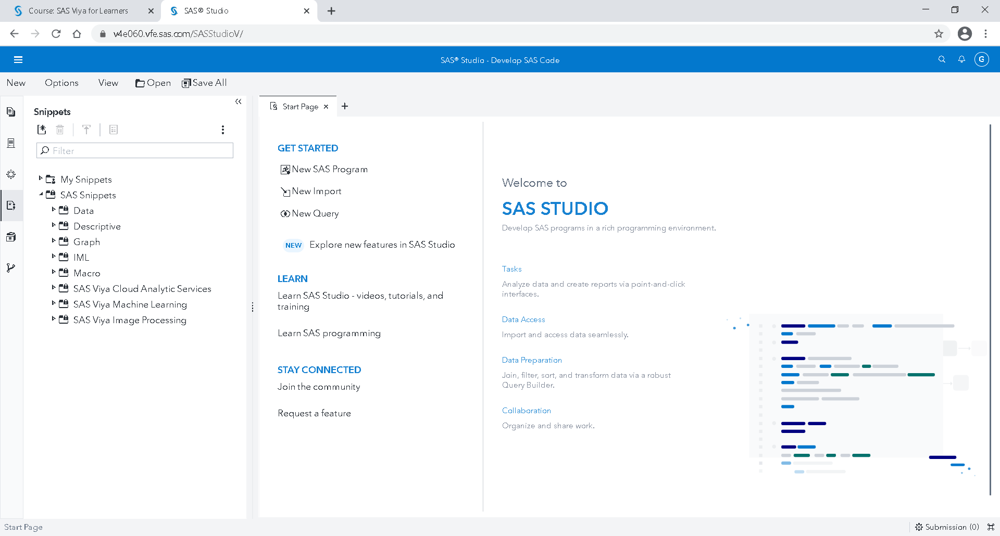 Course: SAS Viya for Learners
SAS® Studio
v4e060.vfe.sas.com/SASStudioV/
SAS® Studio - Develop SAS Code
G
New Options View Open Save All
Snippets
Filter
My Snippets
SAS Snippets
Data
Descriptive
Graph
IML
Macro
SAS Viya Cloud Analytic Services
SAS Viya Machine Learning
SAS Viya Image Processing
Start Page
GET STARTED
New SAS Program
New Import
New Query
NEW Explore new features in SAS Studio
LEARN
Learn SAS Studio - videos, tutorials, and
training
Learn SAS programming
STAY CONNECTED
Join the community
Request a feature
Welcome to
SAS STUDIO
Develop SAS programs in a rich programming environment.
Tasks
Analyze data and create reports via point-and-click
interfaces.
Data Access
Import and access data seamlessly.
Data Preparation
Join, filter, sort, and transform data via a robust
Query Builder.
Collaboration
Organize and share work.
Start Page
Submission (0)